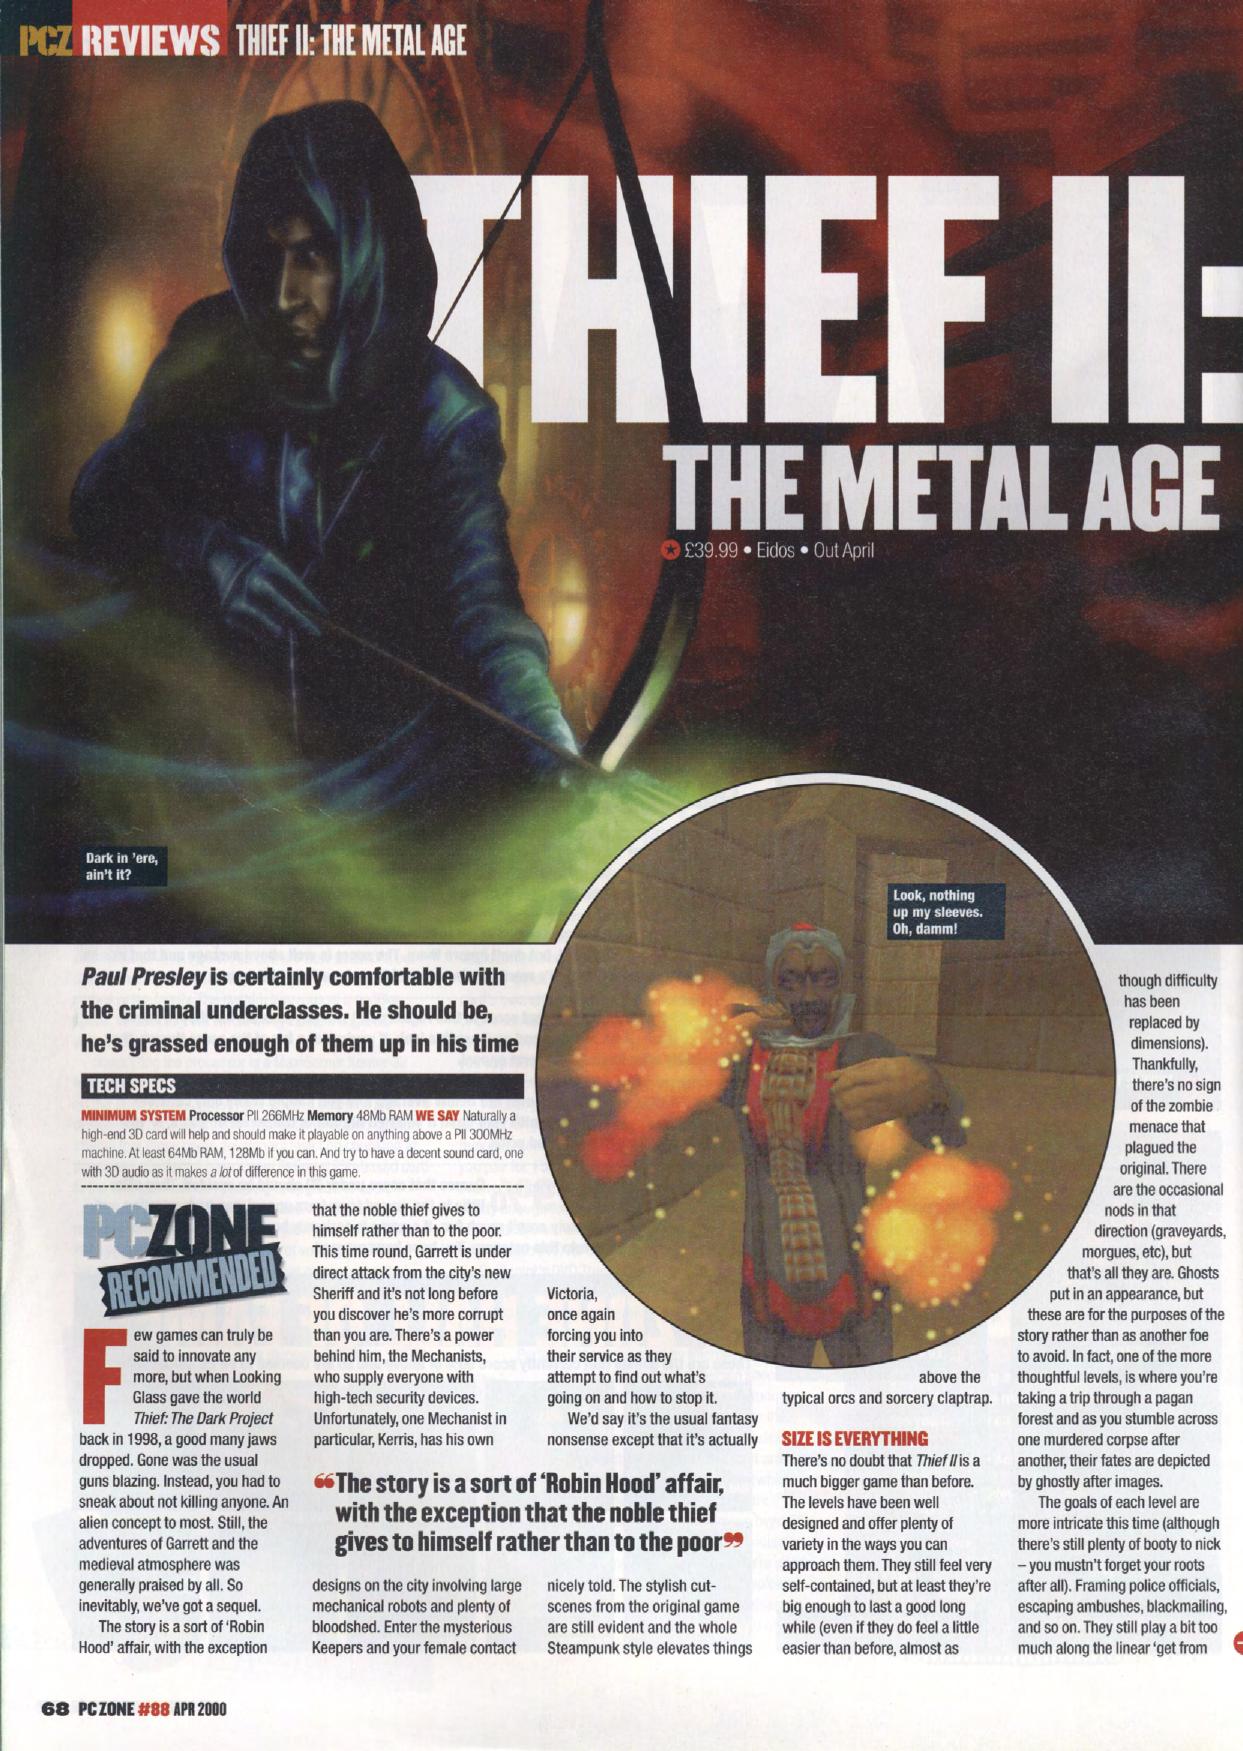 PCZ REVIEWS THIEF II: THE METAL AGE
THIEF II:
THE METAL AGE
£39.99 • Eidos • Out April
Dark in 'ere,
ain't it?
Look, nothing
up my sleeves.
Oh, damm!
Paul Presley is certainly comfortable with
the criminal underclasses. He should be,
he's grassed enough of them up in his time
TECH SPECS
MINIMUM SYSTEM Processor PII 266MHz Memory 48Mb RAM WE SAY Naturally a
high-end 3D card will help and should make it playable on anything above a PII 300MHz
machine. At least 64Mb RAM, 128Mb if you can. And try to have a decent sound card, one
with 3D audio as it makes a lot of difference in this game.
PCZONE
RECOMMENDED
Few games can truly be
said to innovate any
more, but when Looking
Glass gave the world
Thief: The Dark Project
back in 1998, a good many jaws
dropped. Gone was the usual
guns blazing. Instead, you had to
sneak about not killing anyone. An
alien concept to most. Still, the
adventures of Garrett and the
medieval atmosphere was
generally praised by all. So
inevitably, we've got a sequel.
The story is a sort of 'Robin
Hood' affair, with the exception
that the noble thief gives to
himself rather than to the poor.
This time round, Garrett is under
direct attack from the city's new
Sheriff and it's not long before
you discover he's more corrupt
than you are. There's a power
behind him, the Mechanists,
who supply everyone with
high-tech security devices.
Unfortunately, one Mechanist in
particular, Kerris, has his own
“The story is a sort of 'Robin Hood' affair,
with the exception that the noble thief
gives to himself rather than to the poor”
designs on the city involving large
mechanical robots and plenty of
bloodshed. Enter the mysterious
Keepers and your female contact
Victoria,
once again
forcing you into
their service as they
attempt to find out what's
going on and how to stop it.
We'd say it's the usual fantasy
nonsense except that it's actually
nicely told. The stylish cut-
scenes from the original game
are still evident and the whole
Steampunk style elevates things
above the
typical orcs and sorcery claptrap.
SIZE IS EVERYTHING
There's no doubt that Thief II is a
much bigger game than before.
The levels have been well
designed and offer plenty of
variety in the ways you can
approach them. They still feel very
self-contained, but at least they're
big enough to last a good long
while (even if they do feel a little
easier than before, almost as
though difficulty
has been
replaced by
dimensions).
Thankfully,
there's no sign
of the zombie
menace that
plagued the
original. There
are the occasional
nods in that
direction (graveyards,
morgues, etc), but
that's all they are. Ghosts
put in an appearance, but
these are for the purposes of the
story rather than as another foe
to avoid. In fact, one of the more
thoughtful levels, is where you're
taking a trip through a pagan
forest and as you stumble across
one murdered corpse after
another, their fates are depicted
by ghostly after images.
The goals of each level are
more intricate this time (although
there's still plenty of booty to nick
– you mustn't forget your roots
after all). Framing police officials,
escaping ambushes, blackmailing,
and so on. They still play a bit too
much along the linear 'get from
68 PCZONE #88 APR 2000